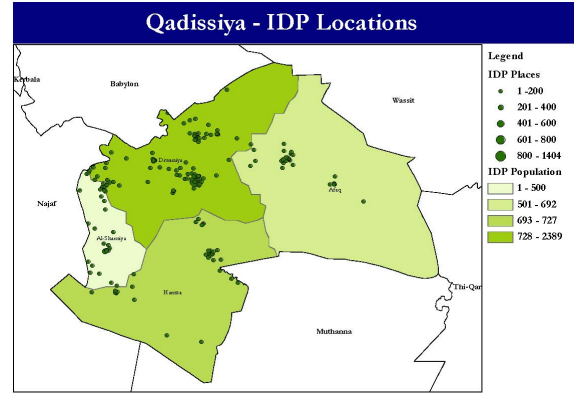 Qadissiya - IDP Locations
Legend
IDP Places
1 -200
201 - 400
401 - 600
601 - 800
800 - 1404
IDP Population
1 - 500
501 - 692
693 - 727
728 - 2389
Kerbala
Babylon
Wassit
Najaf
Afaq
Al-Shamiya
Hamza
Thi-Qar
Muthanna